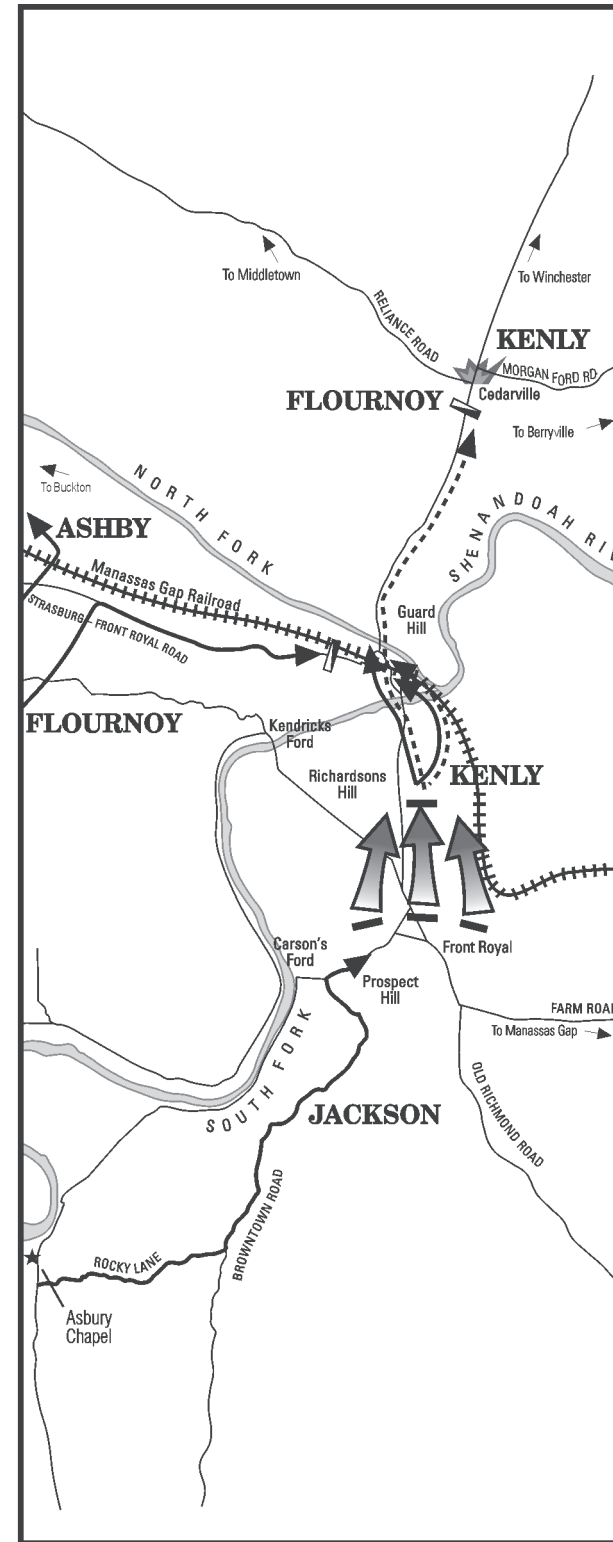 To Middletown
To Winchester
RELIANCE ROAD
KENLY
MORGAN FORD RD
Cedarville
FLOURNOY
To Berryville
To Buckton
NORTH FORK
SHENANDOAH RIV
ASHBY
Manassas Gap Railroad
STRASBURG – FRONT ROYAL ROAD
Guard
Hill
FLOURNOY
Kendricks
Ford
Richardsons
Hill
KENLY
Carson's
Ford
Front Royal
Prospect
Hill
FARM ROA
To Manassas Gap
SOUTH FORK
JACKSON
OLD RICHMOND ROAD
BROWNTOWN ROAD
ROCKY LANE
Asbury
Chapel